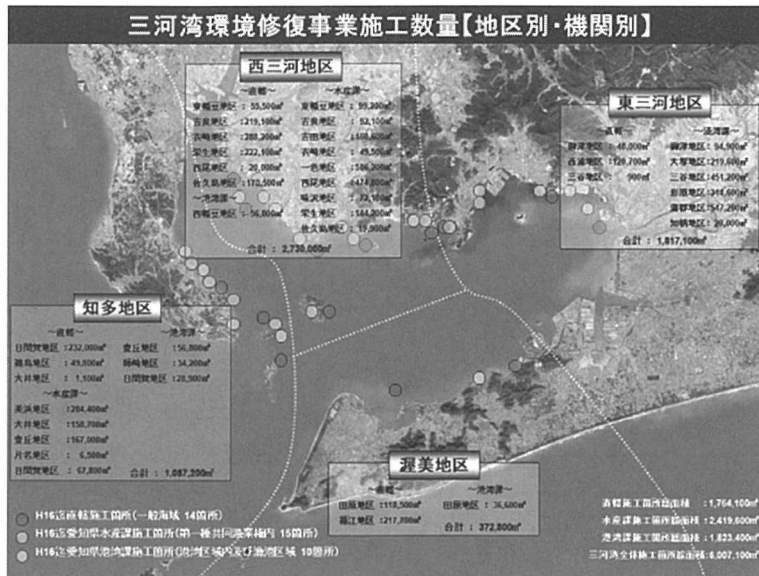 三河湾環境修復事業施工数量【地区別・機関別】
西三河地区
～直轄～
東幡豆地区 : 55,500㎡
吉良地区 : 219,100㎡
衣崎地区 : 288,200㎡
栄生地区 : 222,100㎡
西尾地区 : 20,000㎡
佐久島地区 : 170,500㎡
～港湾課～
西幡豆地区 : 56,000㎡
～水産課～
東幡豆地区 : 99,200㎡
吉良地区 : 92,100㎡
吉田地区
衣崎地区 : 49,500㎡
一色地区
西尾地区 : 474,800㎡
栄生地区 : 144,200㎡
佐久島地区 : 15,900㎡
合計 : 2,730,000㎡
東三河地区
～直轄～
御津地区 : 48,000㎡
西浦地区 : 120,700㎡
三谷地区 : 900㎡
～港湾課～
御津地区 : 94,900㎡
大塚地区 : 219,600㎡
三谷地区 : 451,200㎡
形原地区 : 314,600㎡
蒲郡地区 : 547,200㎡
知柄地区 : 20,000㎡
合計 : 1,817,100㎡
知多地区
～直轄～
日間賀地区 : 232,000㎡
篠島地区 : 49,800㎡
大井地区 : 1,100㎡
～水産課～
美浜地区 : 284,400㎡
大井地区 : 158,700㎡
豊丘地区 : 167,000㎡
片名地区 : 6,500㎡
日間賀地区 : 67,800㎡
～港湾課～
豊丘地区 : 56,800㎡
師崎地区 : 34,200㎡
日間賀地区 : 28,900㎡
合計 : 1,087,200㎡
渥美地区
～直轄～
田原地区 : 118,500㎡
福江地区 : 217,700㎡
～港湾課～
田原地区 : 36,600㎡
合計 : 372,800㎡
H16迄直轄施工箇所(一般海域 14箇所)
H16迄愛知県水産課施工箇所(第一種共同漁業権内 15箇所)
H16迄愛知県港湾課施工箇所(港湾区域内及び漁港区域 10箇所)
直轄施工箇所総面積 : 1,764,100㎡
水産課施工箇所総面積 : 2,419,600㎡
港湾課施工箇所総面積 : 1,823,400㎡
三河湾全体施工箇所総面積 : 6,007,100㎡